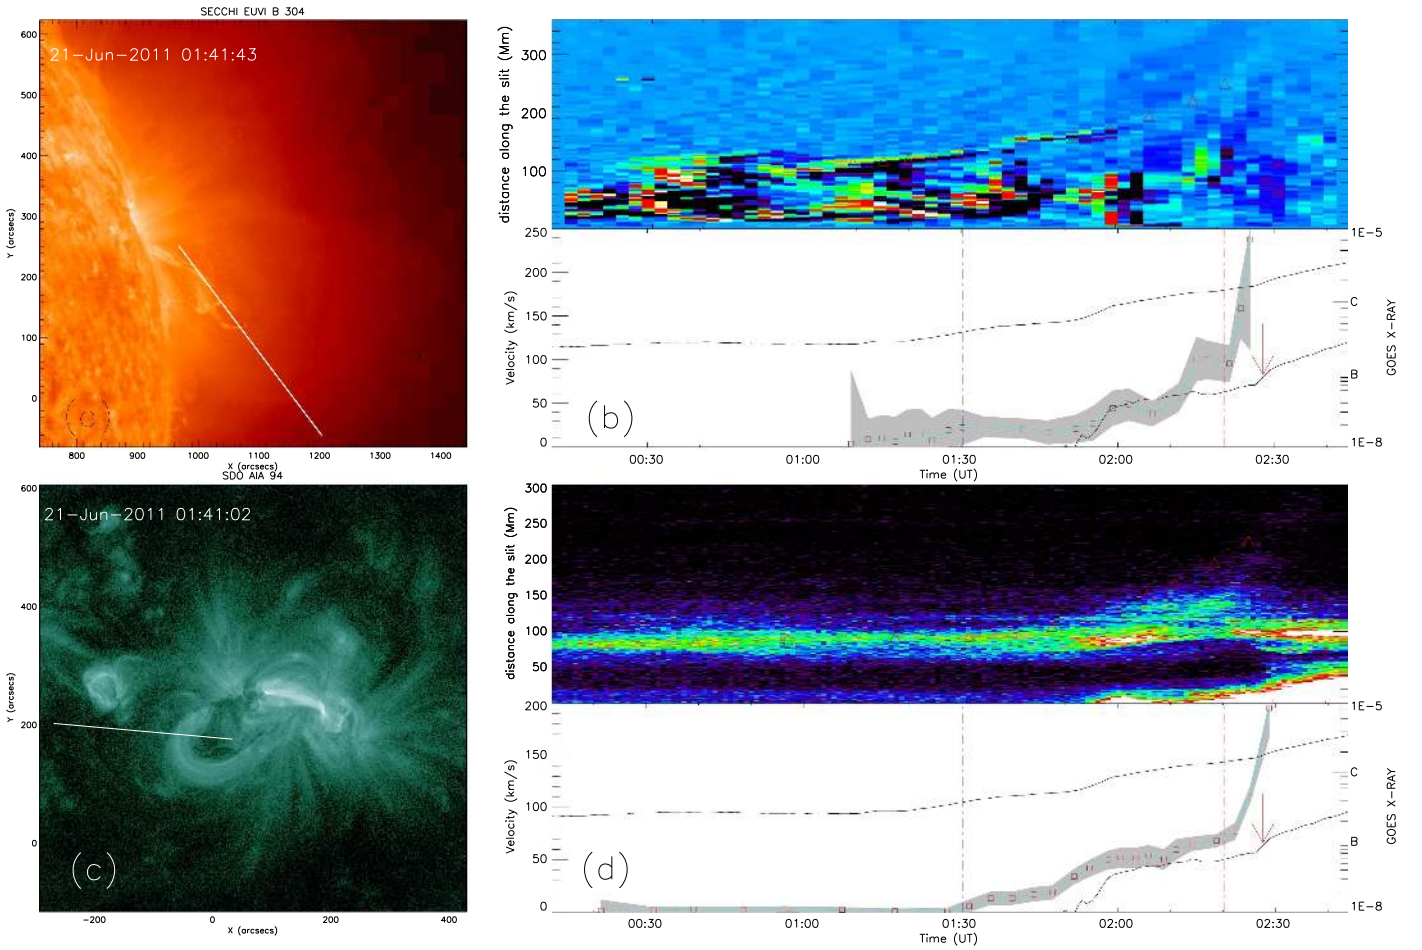 SECCHI EUVI B 304
21-Jun-2011 01:41:43
600
500
400
300
200
100
0
Y (arcsecs)
800 1000 1200 1400
X (arcsecs)
(a)
distance along the slit (Mm)
300
200
100
250
200
150
100
50
0
Velocity (km/s)
(b)
1E-5
C
B
1E-8
GOES X-RAY
00:30 01:00 01:30 02:00 02:30
Time (UT)
SDO AIA 94
21-Jun-2011 01:41:02
600
400
200
0
Y (arcsecs)
-200 0 200 400
X (arcsecs)
(c)
distance along the slit (Mm)
300
250
200
150
100
50
200
150
100
50
0
Velocity (km/s)
(d)
1E-5
C
B
1E-8
GOES X-RAY
00:30 01:00 01:30 02:00 02:30
Time (UT)